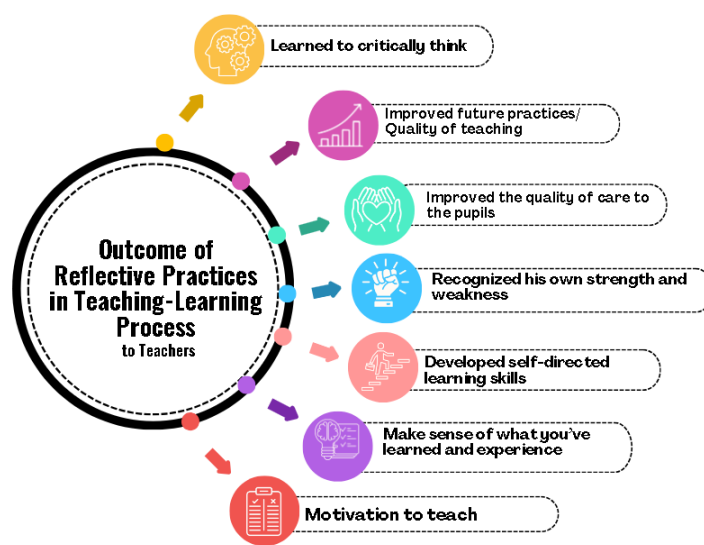 Outcome of
Reflective Practices
in Teaching-Learning
Process
to Teachers
Learned to critically think
Improved future practices/
Quality of teaching
Improved the quality of care to
the pupils
Recognized his own strength and
weakness
Developed self-directed
learning skills
Make sense of what you've
learned and experience
Motivation to teach